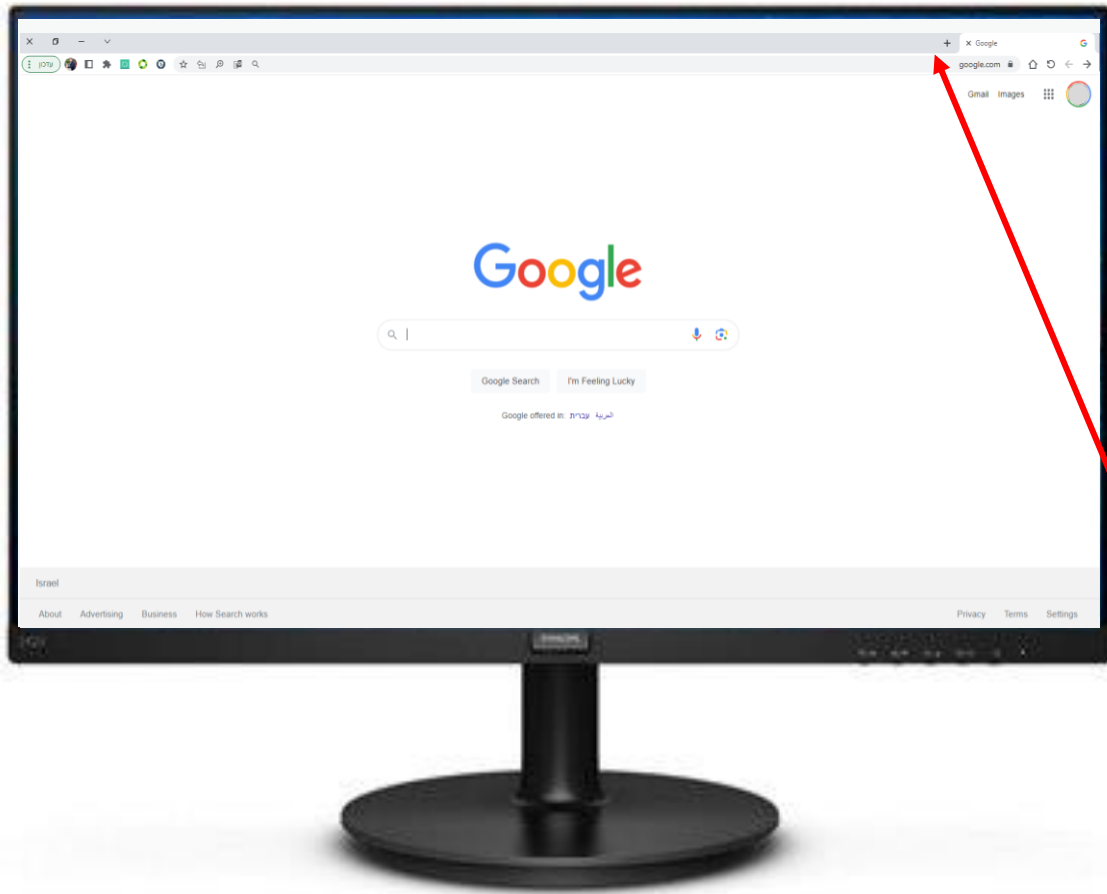 Google
עדכון
google.com
Gmail Images
Google
Google Search I'm Feeling Lucky
Google offered in: עברית العربية
Israel
About Advertising Business How Search works
Privacy Terms Settings